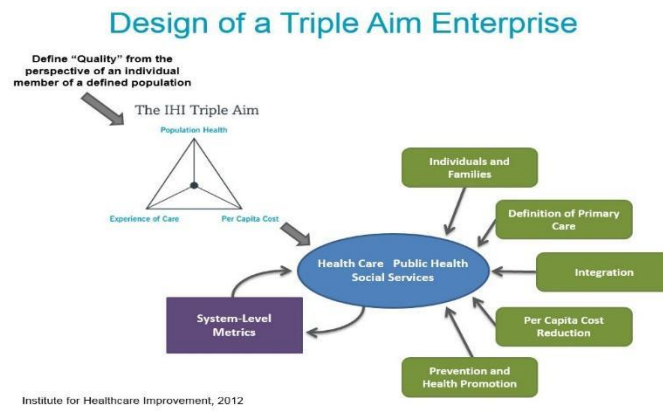 Design of a Triple Aim Enterprise
Define “Quality” from the
perspective of an individual
member of a defined population
The IHI Triple Aim
Population Health
Experience of Care
Per Capita Cost
Individuals and
Families
Definition of Primary
Care
Health Care Public Health
Social Services
Integration
System-Level
Metrics
Per Capita Cost
Reduction
Prevention and
Health Promotion
Institute for Healthcare Improvement, 2012